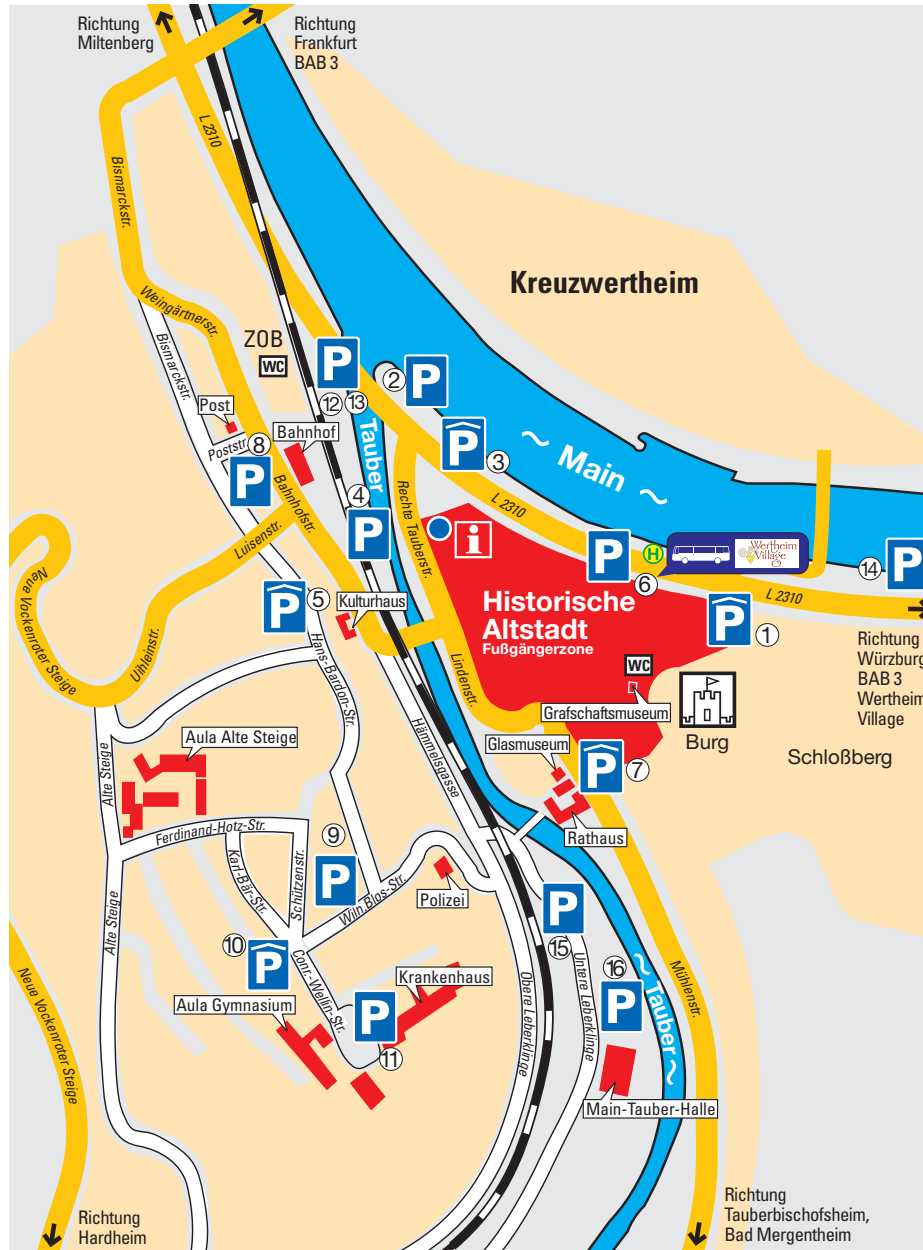 Richtung
Miltenberg
Richtung
Frankfurt
BAB 3
L 2310
Bismarckstr.
Kreuzwertheim
Weingärtnerstr.
ZOB
WC
Bismarckstr.
P
12 13
2
P
Post
Bahnhof
Tauber
P
3
~ Main ~
Poststr.
8
P
Bahnhofstr.
4
P
Rechte Tauberstr.
L 2310
i
P
6
H
Wertheim
Village
14
P
Luisenstr.
Neue Vockenroter Steige
Uihleinstr.
P
5
Kulturhaus
Historische
Altstadt
Fußgängerzone
P
1
L 2310
Richtung
Würzburg
BAB 3
Wertheim
Village
Hans-Bardon-Str.
Lindenstr.
WC
Grafschaftsmuseum
Burg
Schloßberg
Hämmelsgasse
Aula Alte Steige
Alte Steige
Glasmuseum
P
7
Rathaus
Ferdinand-Hotz-Str.
Karl-Bär-Str.
Schützenstr.
9
P
Wiln.Blos-Str.
Polizei
Alte Steige
P
15
10
P
Conr.-Wellin-Str.
Krankenhaus
Aula Gymnasium
P
11
Obere Leberklinge
Untere Leberklinge
16
P
~ Tauber ~
Mühlenstr.
Neue Vockenroter Steige
Main-Tauber-Halle
Richtung
Hardheim
Richtung
Tauberbischofsheim,
Bad Mergentheim